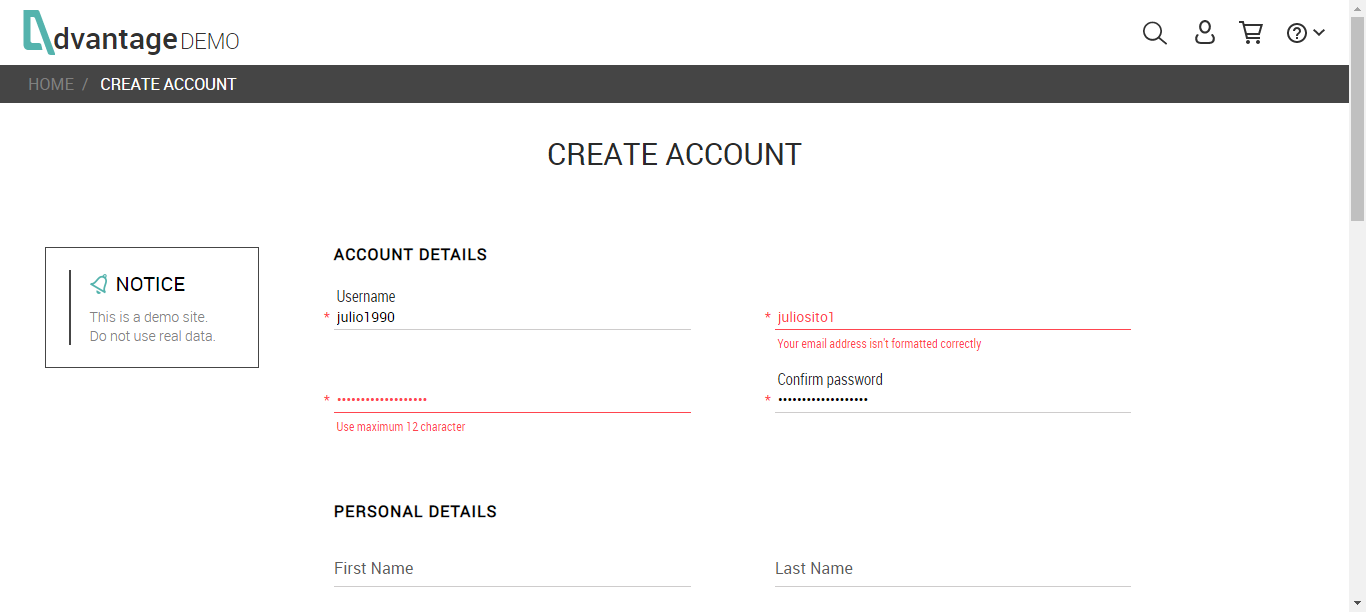 dvantage DEMO
HOME / CREATE ACCOUNT
CREATE ACCOUNT
NOTICE
This is a demo site.
Do not use real data.
ACCOUNT DETAILS
Username
* julio1990
* juliosito1
Your email address isn't formatted correctly
* •••••••••••••••••••
Use maximum 12 character
Confirm password
* •••••••••••••••••••
PERSONAL DETAILS
First Name
Last Name